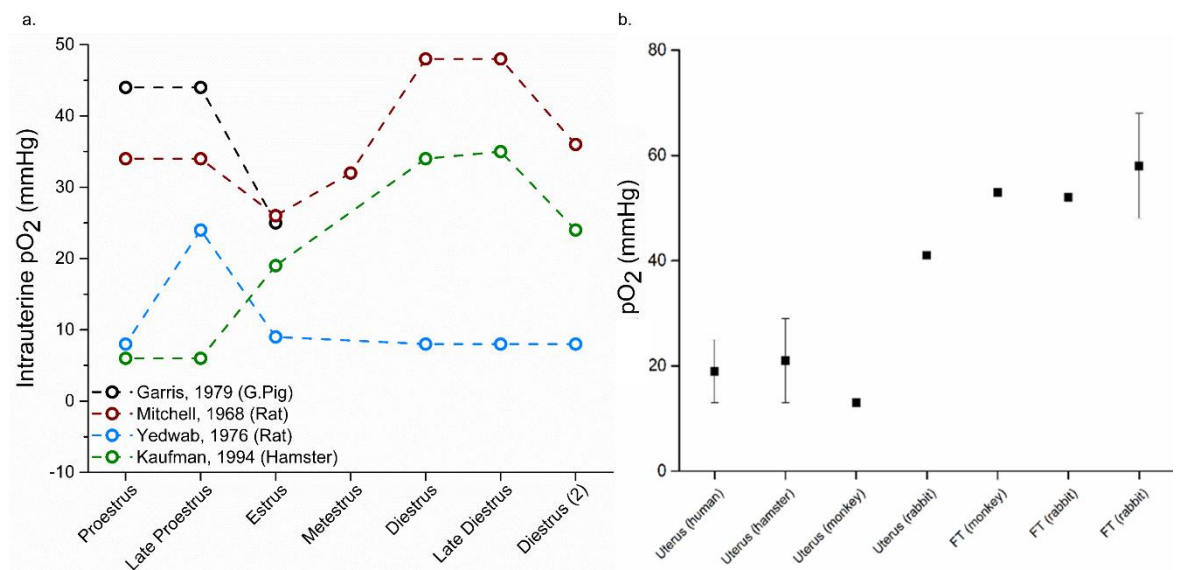 a.
Intrauterine pO2 (mmHg)
50
40
30
20
10
0
-10
Garris, 1979 (G.Pig)
Mitchell, 1968 (Rat)
Yedwab, 1976 (Rat)
Kaufman, 1994 (Hamster)
Proestrus
Late Proestrus
Estrus
Metestrus
Diestrus
Late Diestrus
Diestrus (2)
b.
pO2 (mmHg)
80
60
40
20
0
Uterus (human)
Uterus (hamster)
Uterus (monkey)
Uterus (rabbit)
FT (monkey)
FT (rabbit)
FT (rabbit)